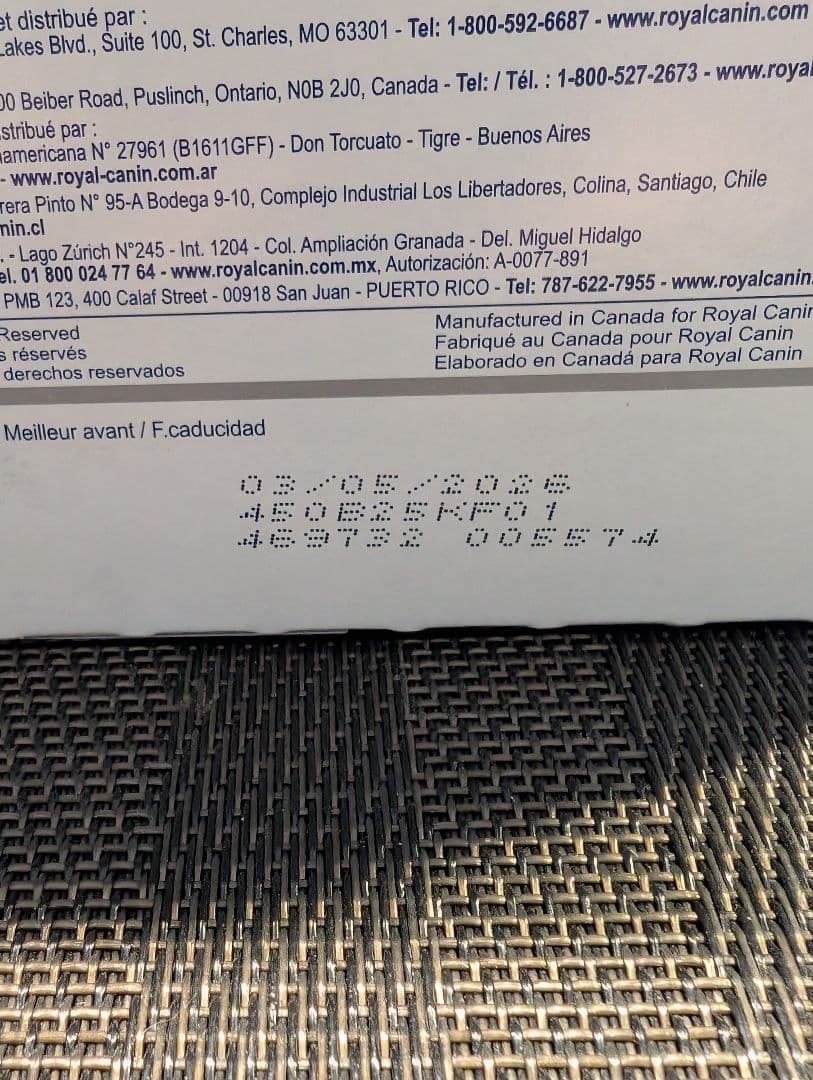 et distribué par :
Lakes Blvd., Suite 100, St. Charles, MO 63301 - Tel: 1-800-592-6687 - www.royalcanin.com
00 Beiber Road, Puslinch, Ontario, N0B 2J0, Canada - Tel: / Tél. : 1-800-527-2673 - www.royal
stribué par :
namericana N° 27961 (B1611GFF) - Don Torcuato - Tigre - Buenos Aires
- www.royal-canin.com.ar
rera Pinto N° 95-A Bodega 9-10, Complejo Industrial Los Libertadores, Colina, Santiago, Chile
nin.cl
. - Lago Zúrich N°245 - Int. 1204 - Col. Ampliación Granada - Del. Miguel Hidalgo
el. 01 800 024 77 64 - www.royalcanin.com.mx, Autorización: A-0077-891
PMB 123, 400 Calaf Street - 00918 San Juan - PUERTO RICO - Tel: 787-622-7955 - www.royalcanin.
Reserved
s réservés
derechos reservados
Manufactured in Canada for Royal Canin
Fabriqué au Canada pour Royal Canin
Elaborado en Canadá para Royal Canin
Meilleur avant / F.caducidad
03/05/2026
450B25KF01
469732 005574